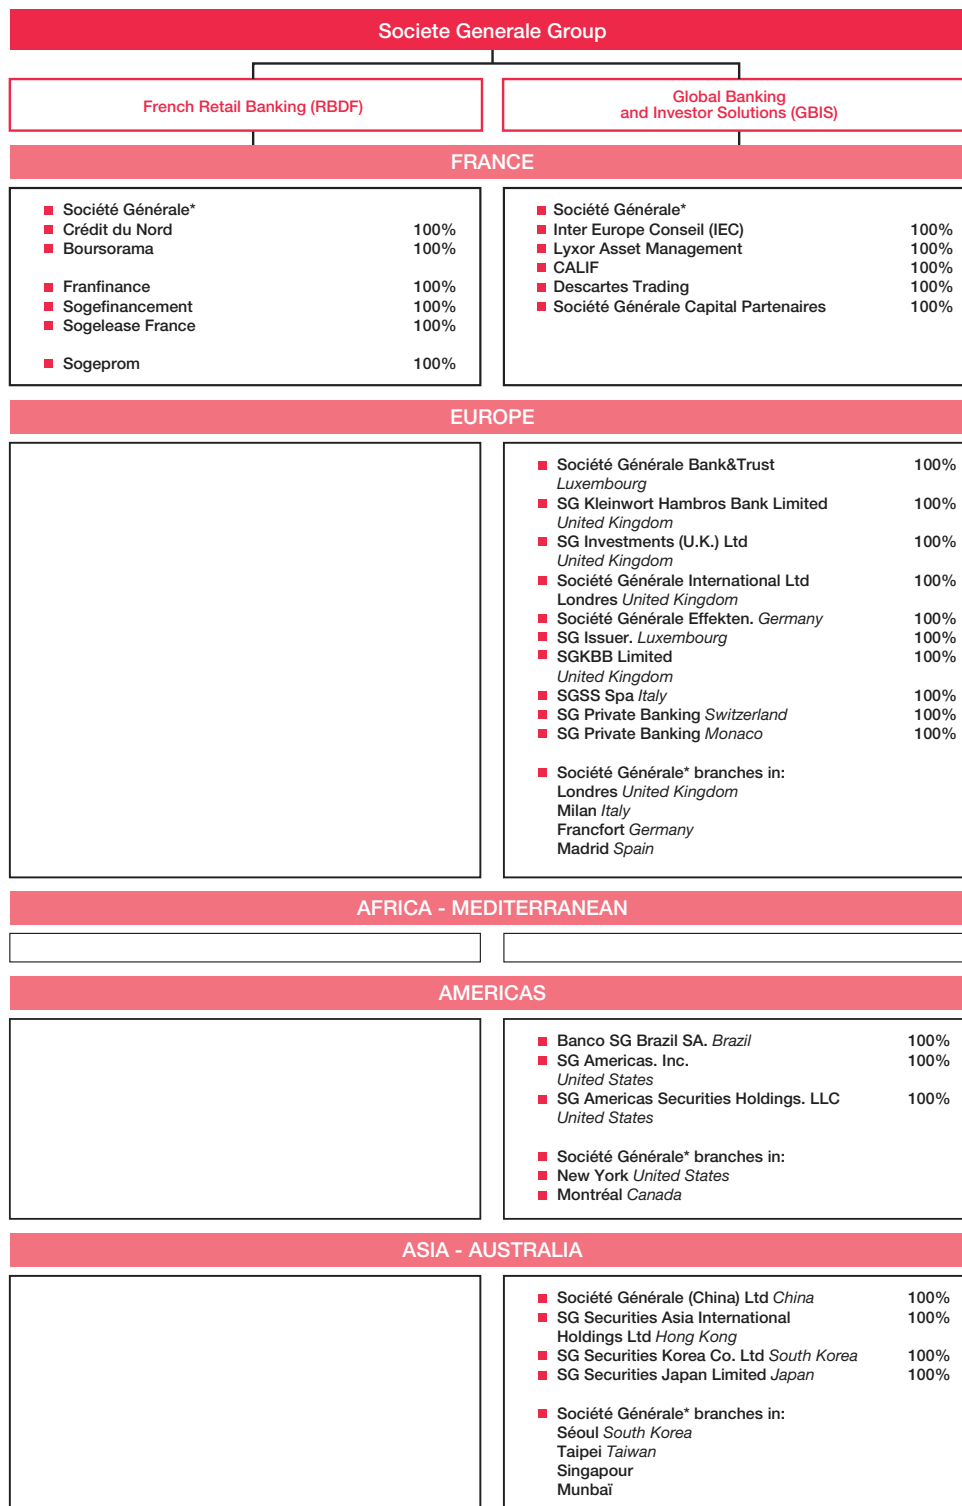 Societe Generale Group
French Retail Banking (RBDF)
Global Banking
and Investor Solutions (GBIS)
FRANCE
Société Générale*
Crédit du Nord 100%
Boursorama 100%
Franfinance 100%
Sogefinancement 100%
Sogelease France 100%
Sogeprom 100%
Société Générale*
Inter Europe Conseil (IEC) 100%
Lyxor Asset Management 100%
CALIF 100%
Descartes Trading 100%
Société Générale Capital Partenaires 100%
EUROPE
Société Générale Bank&Trust 100%
Luxembourg
SG Kleinwort Hambros Bank Limited 100%
United Kingdom
SG Investments (U.K.) Ltd 100%
United Kingdom
Société Générale International Ltd 100%
Londres United Kingdom
Société Générale Effekten. Germany 100%
SG Issuer. Luxembourg 100%
SGKBB Limited 100%
United Kingdom
SGSS Spa Italy 100%
SG Private Banking Switzerland 100%
SG Private Banking Monaco 100%
Société Générale* branches in:
Londres United Kingdom
Milan Italy
Francfort Germany
Madrid Spain
AFRICA - MEDITERRANEAN
AMERICAS
Banco SG Brazil SA. Brazil 100%
SG Americas. Inc. 100%
United States
SG Americas Securities Holdings. LLC 100%
United States
Société Générale* branches in:
New York United States
Montréal Canada
ASIA - AUSTRALIA
Société Générale (China) Ltd China 100%
SG Securities Asia International 100%
Holdings Ltd Hong Kong
SG Securities Korea Co. Ltd South Korea 100%
SG Securities Japan Limited Japan 100%
Société Générale* branches in:
Séoul South Korea
Taipei Taiwan
Singapour
Munbaï